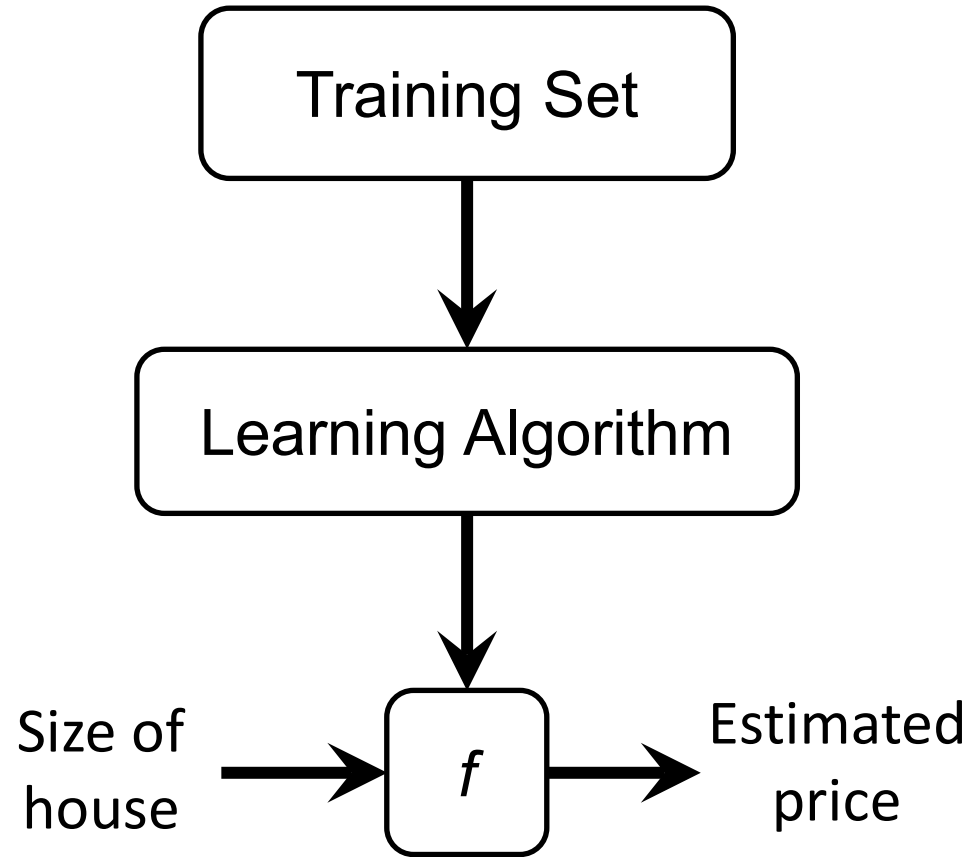 Training Set
Learning Algorithm
Size of
house
f
Estimated
price